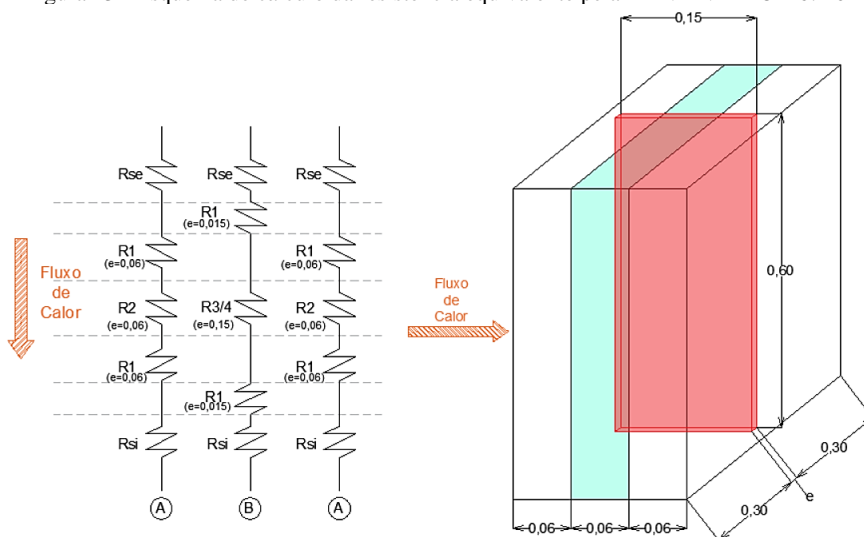 0,15
Rse
Rse
Rse
R1
(e=0,015)
R1
(e=0,06)
R1
(e=0,06)
Fluxo
de
Calor
R2
(e=0,06)
R3/4
(e=0,15)
R2
(e=0,06)
R1
(e=0,06)
R1
(e=0,06)
R1
(e=0,015)
Rsi
Rsi
Rsi
A
B
A
Fluxo
de
Calor
0,60
0,30
e
0,30
0,06
0,06
0,06